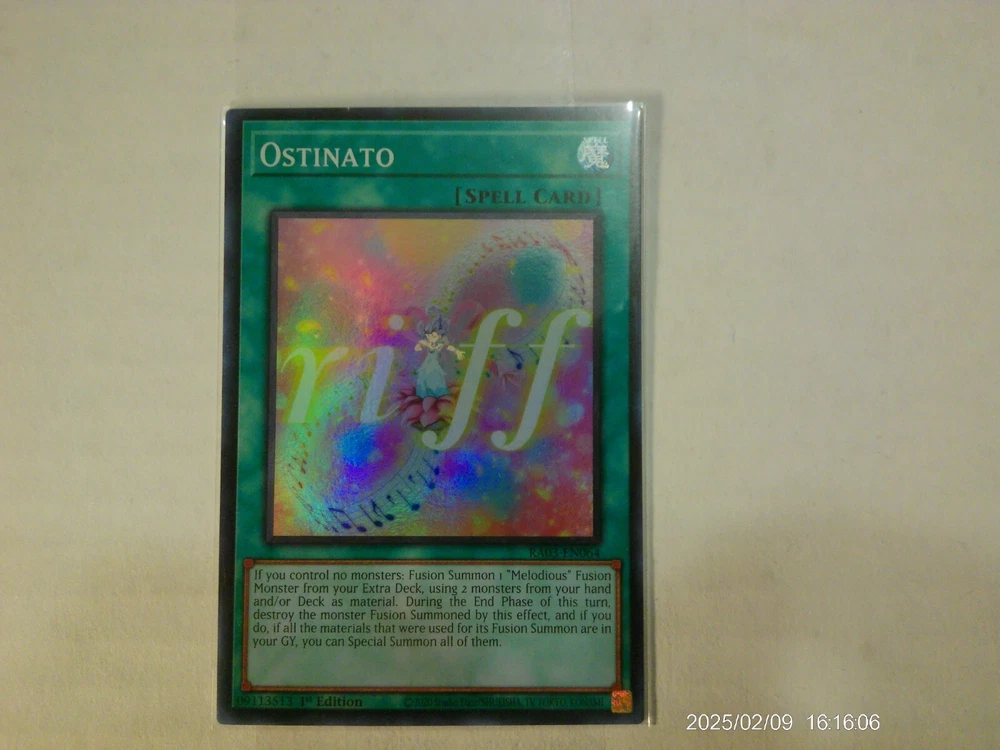 OSTINATO
魔
[SPELL CARD]
riff
RA03-EN064
If you control no monsters: Fusion Summon 1 "Melodious" Fusion
Monster from your Extra Deck, using 2 monsters from your hand
and/or Deck as material. During the End Phase of this turn,
destroy the monster Fusion Summoned by this effect, and if you
do, if all the materials that were used for its Fusion Summon are in
your GY, you can Special Summon all of them.
09113513 1st Edition
2025/02/09 16:16:06